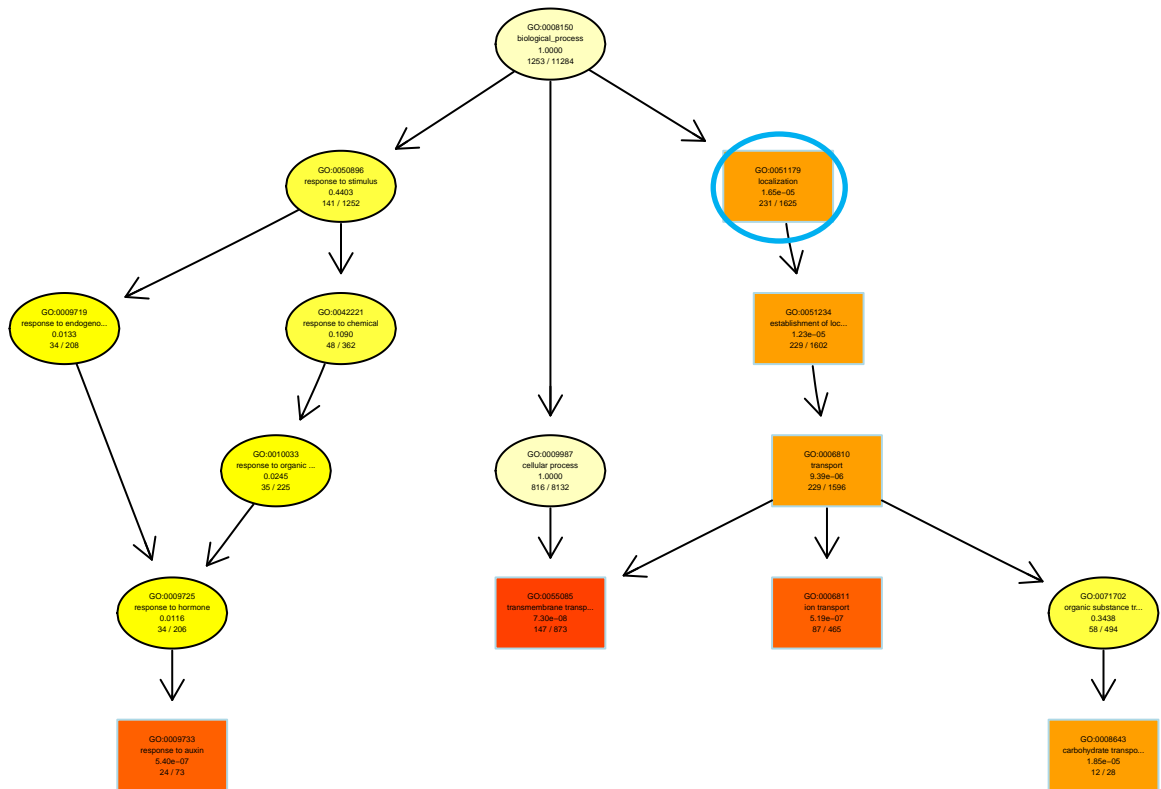 GO:0008150
biological_process
1.0000
1253 / 11284
GO:0050896
response to stimulus
0.4403
141 / 1252
GO:0051179
localization
1.65e−05
231 / 1625
GO:0009719
response to endogeno...
0.0133
34 / 208
GO:0042221
response to chemical
0.1090
48 / 362
GO:0051234
establishment of loc...
1.23e−05
229 / 1602
GO:0010033
response to organic ...
0.0245
35 / 225
GO:0009987
cellular process
1.0000
816 / 8132
GO:0006810
transport
9.39e−06
229 / 1596
GO:0009725
response to hormone
0.0116
34 / 206
GO:0055085
transmembrane transp...
7.30e−08
147 / 873
GO:0006811
ion transport
5.19e−07
87 / 465
GO:0071702
organic substance tr...
0.3438
58 / 494
GO:0009733
response to auxin
5.40e−07
24 / 73
GO:0008643
carbohydrate transpo...
1.85e−05
12 / 28